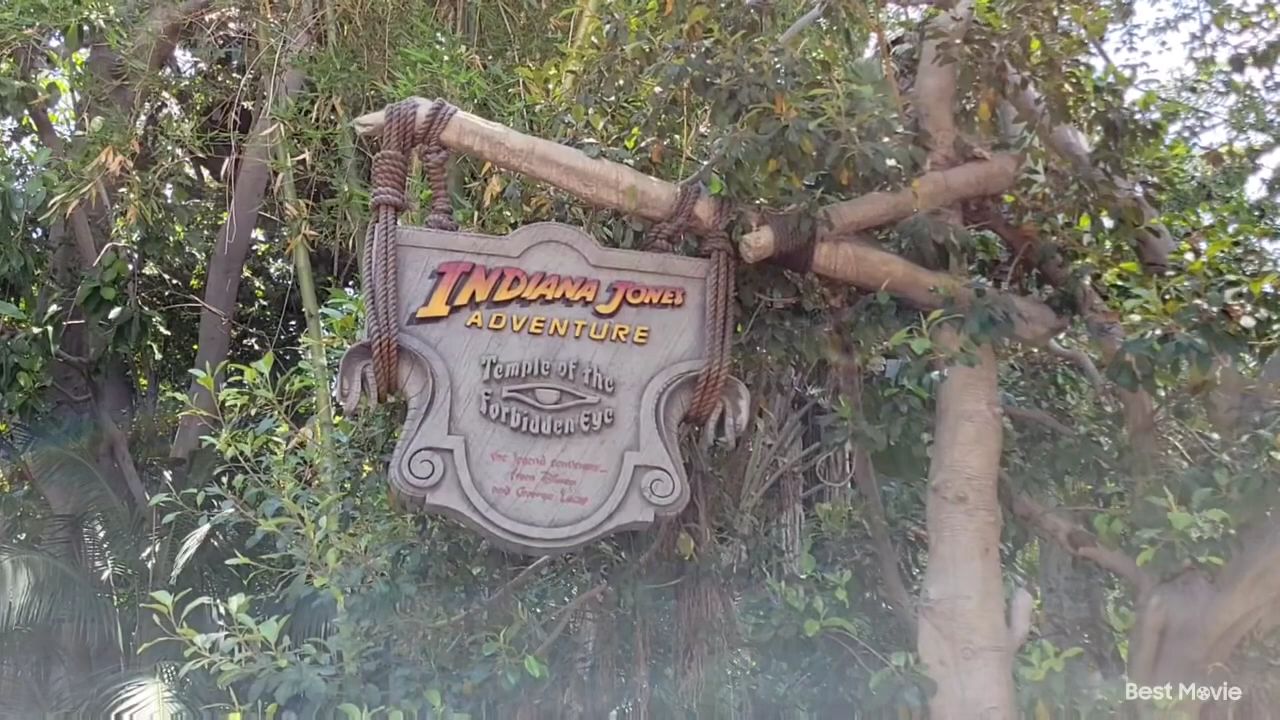 INDIANA JONES
ADVENTURE
Temple of the
Forbidden Eye
The legend continues...
from Disney
and George Lucas
Best Movie